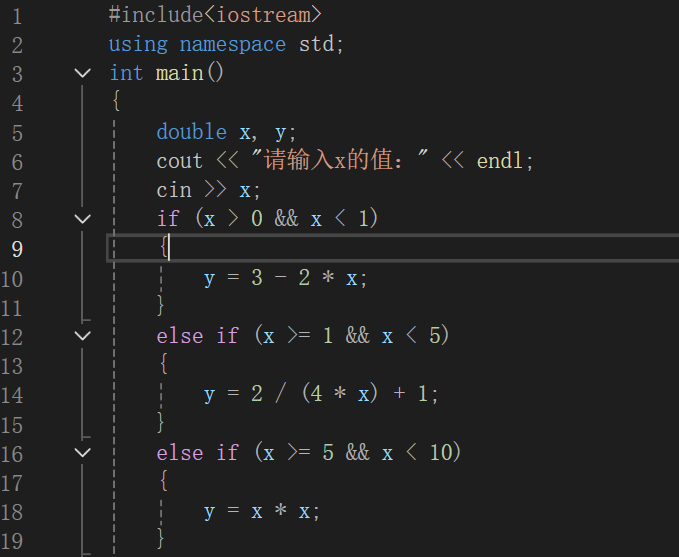 1 #include<iostream>
2 using namespace std;
3 int main()
4 {
5 double x, y;
6 cout << "请输入x的值：" << endl;
7 cin >> x;
8 if (x > 0 && x < 1)
9 {
10 y = 3 - 2 * x;
11 }
12 else if (x >= 1 && x < 5)
13 {
14 y = 2 / (4 * x) + 1;
15 }
16 else if (x >= 5 && x < 10)
17 {
18 y = x * x;
19 }